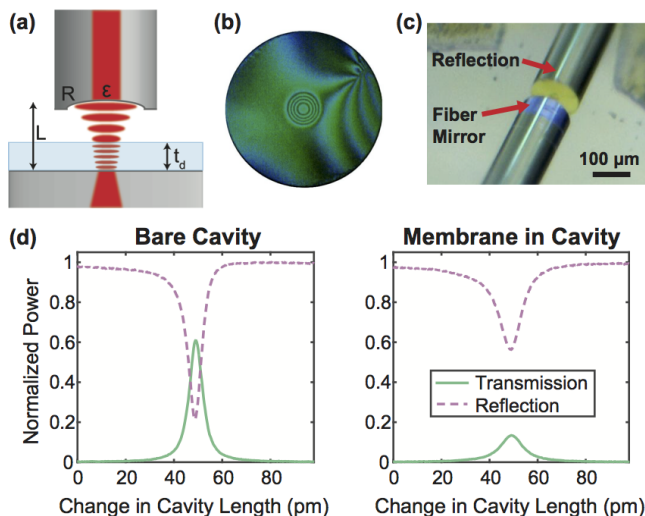 (a)
R
ε
L
t_d
(b)
(c)
Reflection
Fiber
Mirror
100 µm
(d)
Bare Cavity
Membrane in Cavity
Normalized Power
1
0.8
0.6
0.4
0.2
0
0 20 40 60 80
Change in Cavity Length (pm)
1
0.8
0.6
0.4
0.2
0
Transmission
Reflection
0 20 40 60 80
Change in Cavity Length (pm)